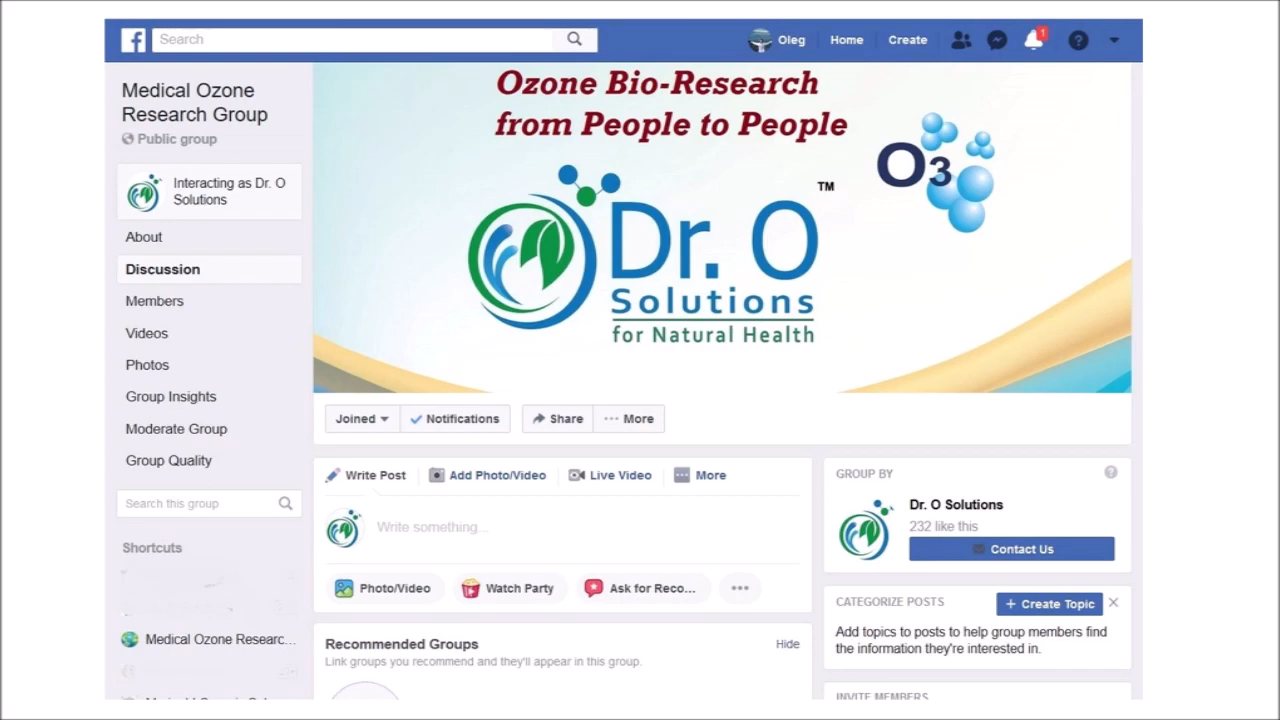 Search
Oleg
Home
Create
1
Medical Ozone
Research Group
Public group
Interacting as Dr. O
Solutions
About
Discussion
Members
Videos
Photos
Group Insights
Moderate Group
Group Quality
Search this group
Shortcuts
Medical Ozone Researc...
Ozone Bio-Research
from People to People
O3
Dr. O
TM
Solutions
for Natural Health
Joined
Notifications
Share
More
Write Post
Add Photo/Video
Live Video
More
Write something...
Photo/Video
Watch Party
Ask for Reco...
Recommended Groups
Hide
Link groups you recommend and they'll appear in this group.
GROUP BY
Dr. O Solutions
232 like this
Contact Us
CATEGORIZE POSTS
+ Create Topic
Add topics to posts to help group members find
the information they're interested in.
INVITE MEMBERS